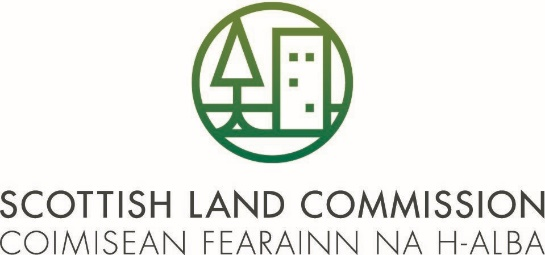 SCOTTISH LAND COMMISSION
COIMISEAN FEARAINN NA H-ALBA